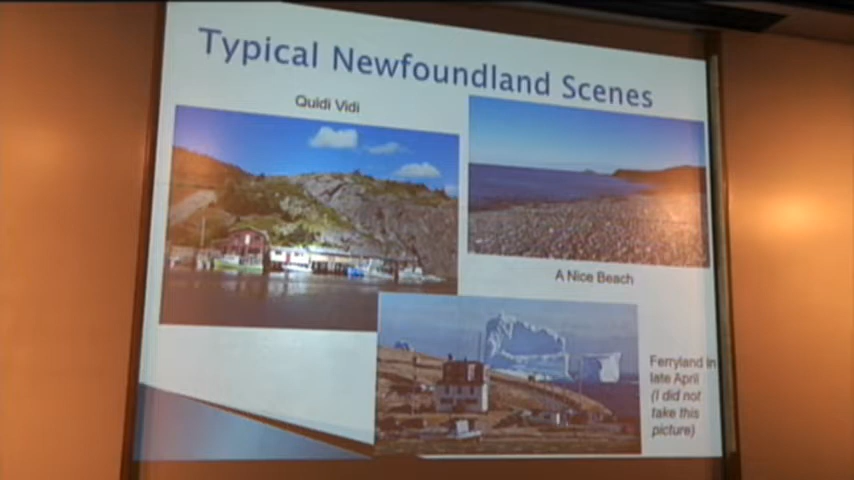 Typical Newfoundland Scenes
Quidi Vidi
A Nice Beach
Ferryland in
late April
(I did not
take this
picture)